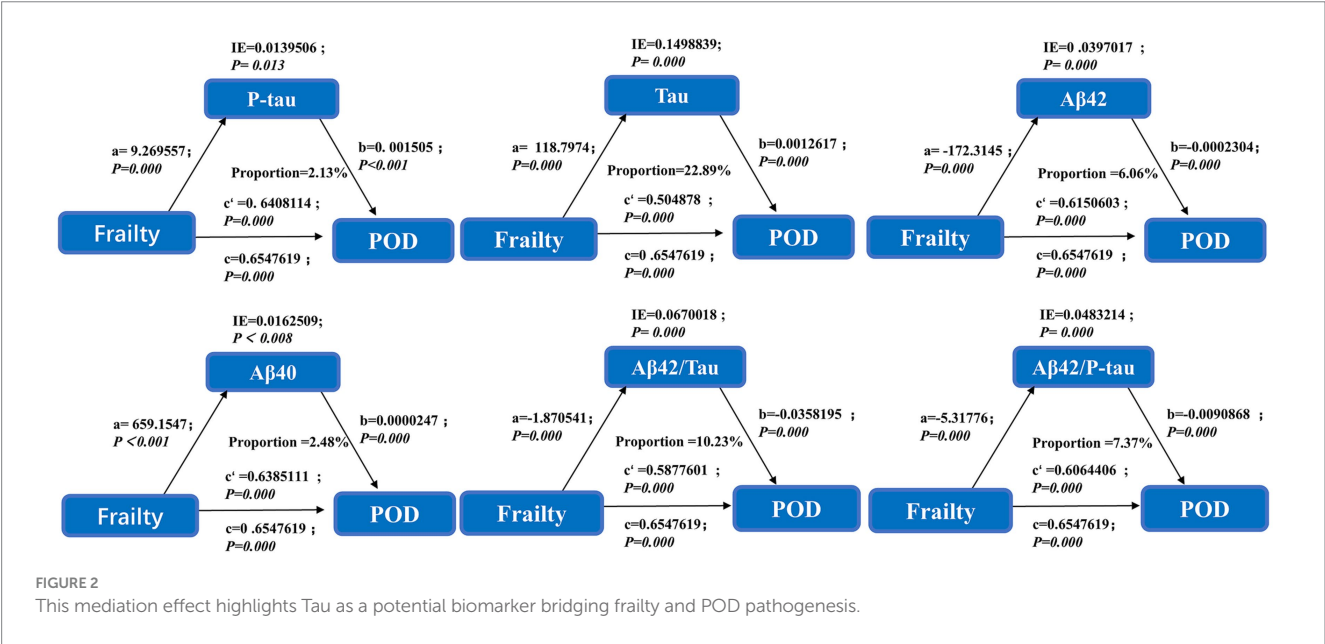 IE=0.0139506 ;
P= 0.013
P-tau
a= 9.269557;
P=0.000
b=0. 001505 ;
P<0.001
Proportion=2.13%
c‘ =0. 6408114 ;
P=0.000
Frailty
POD
c=0.6547619 ;
P=0.000
IE=0.1498839;
P= 0.000
Tau
a=  118.7974;
P=0.000
b=0.0012617 ;
P=0.000
Proportion=22.89%
c‘ =0.504878  ;
P=0.000
Frailty
POD
c=0 .6547619 ;
P=0.000
IE=0 .0397017 ;
P= 0.000
Aβ42
a= -172.3145;
P=0.000
b=-0.0002304 ;
P=0.000
Proportion =6.06%
c‘ =0.6150603 ;
P=0.000
Frailty
POD
c=0.6547619  ;
P=0.000
IE=0.0162509;
P < 0.008
Aβ40
a= 659.1547;
P <0.001
b=0.0000247 ;
P=0.000
Proportion =2.48%
c‘ =0.6385111 ;
P=0.000
Frailty
POD
c=0 .6547619 ;
P=0.000
IE=0.0670018 ;
P= 0.000
Aβ42/Tau
a=-1.870541;
P=0.000
b=-0.0358195  ;
P=0.000
Proportion =10.23%
c‘ =0.5877601  ;
P=0.000
Frailty
POD
c=0.6547619;
P=0.000
IE=0.0483214 ;
P= 0.000
Aβ42/P-tau
a=-5.31776;
P=0.000
b=-0.0090868  ;
P=0.000
Proportion =7.37%
c‘ =0.6064406  ;
P=0.000
Frailty
POD
c=0.6547619;
P=0.000
FIGURE 2
This mediation effect highlights Tau as a potential biomarker bridging frailty and POD pathogenesis.